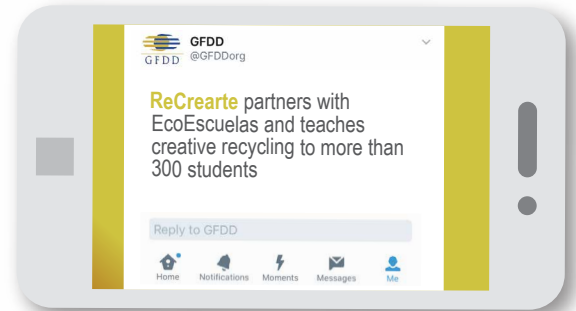 GFDD
@GFDDorg
GFDD
ReCrearte partners with
EcoEscuelas and teaches
creative recycling to more than
300 students
Reply to GFDD
Home Notifications Moments Messages Me